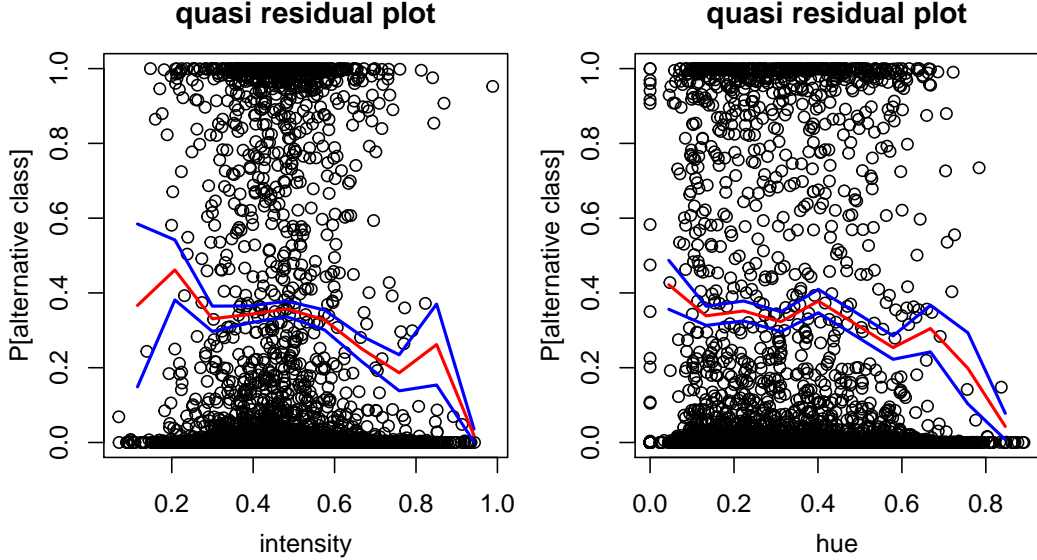 quasi residual plot
P[alternative class]
0.0 0.2 0.4 0.6 0.8 1.0
0.2 0.4 0.6 0.8 1.0
intensity
quasi residual plot
P[alternative class]
0.0 0.2 0.4 0.6 0.8 1.0
0.0 0.2 0.4 0.6 0.8
hue